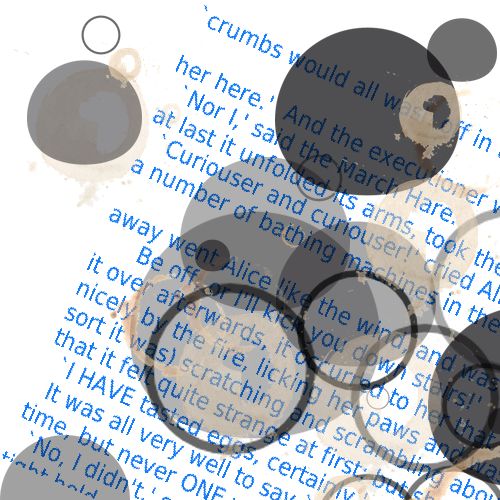 `crumbs would all wash off in
her here.' And the executioner w
`Nor I,' said the March Hare.
at last it unfolded its arms, took the
`Curiouser and curiouser!' cried Al
a number of bathing machines in the
away went Alice like the wind, and was
Be off, or I'll kick you down stairs!'
it over afterwards, it occurred to her that
nicely by the fire, licking her paws and wa
sort it was) scratching and scrambling abo
that it felt quite strange at first; but
`I HAVE tasted eggs, certainly
It was all very well to say `
time, but never ONE
`No, I didn't,'
tight hold